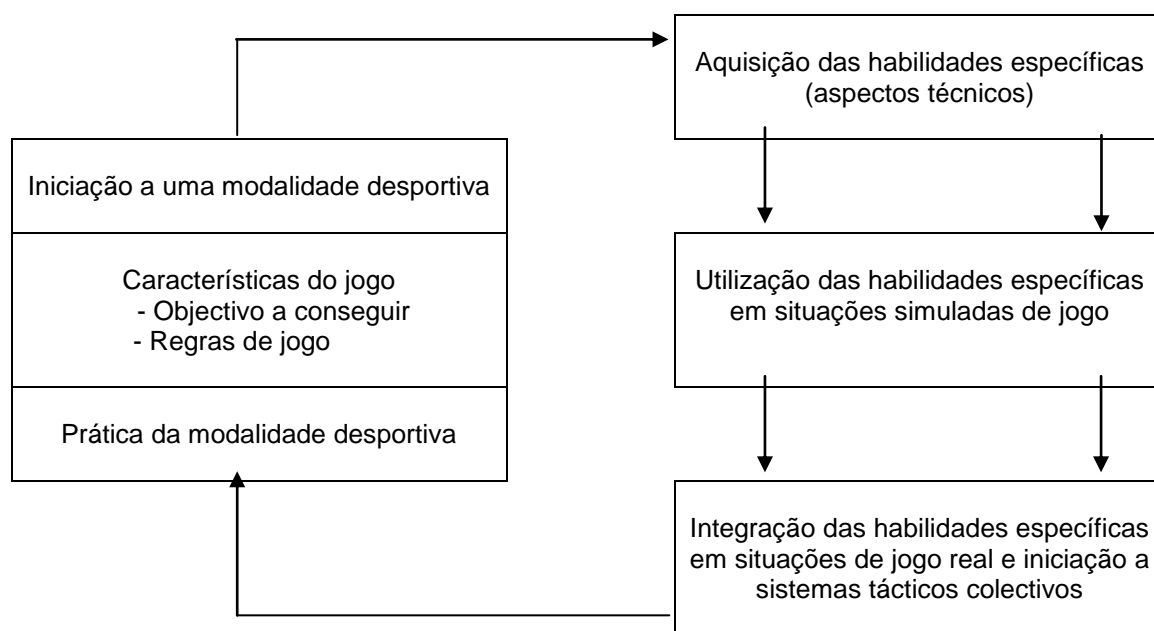 Iniciação a uma modalidade desportiva
Características do jogo
- Objectivo a conseguir
- Regras de jogo
Prática da modalidade desportiva
Aquisição das habilidades específicas
(aspectos técnicos)
Utilização das habilidades específicas
em situações simuladas de jogo
Integração das habilidades específicas
em situações de jogo real e iniciação a
sistemas tácticos colectivos